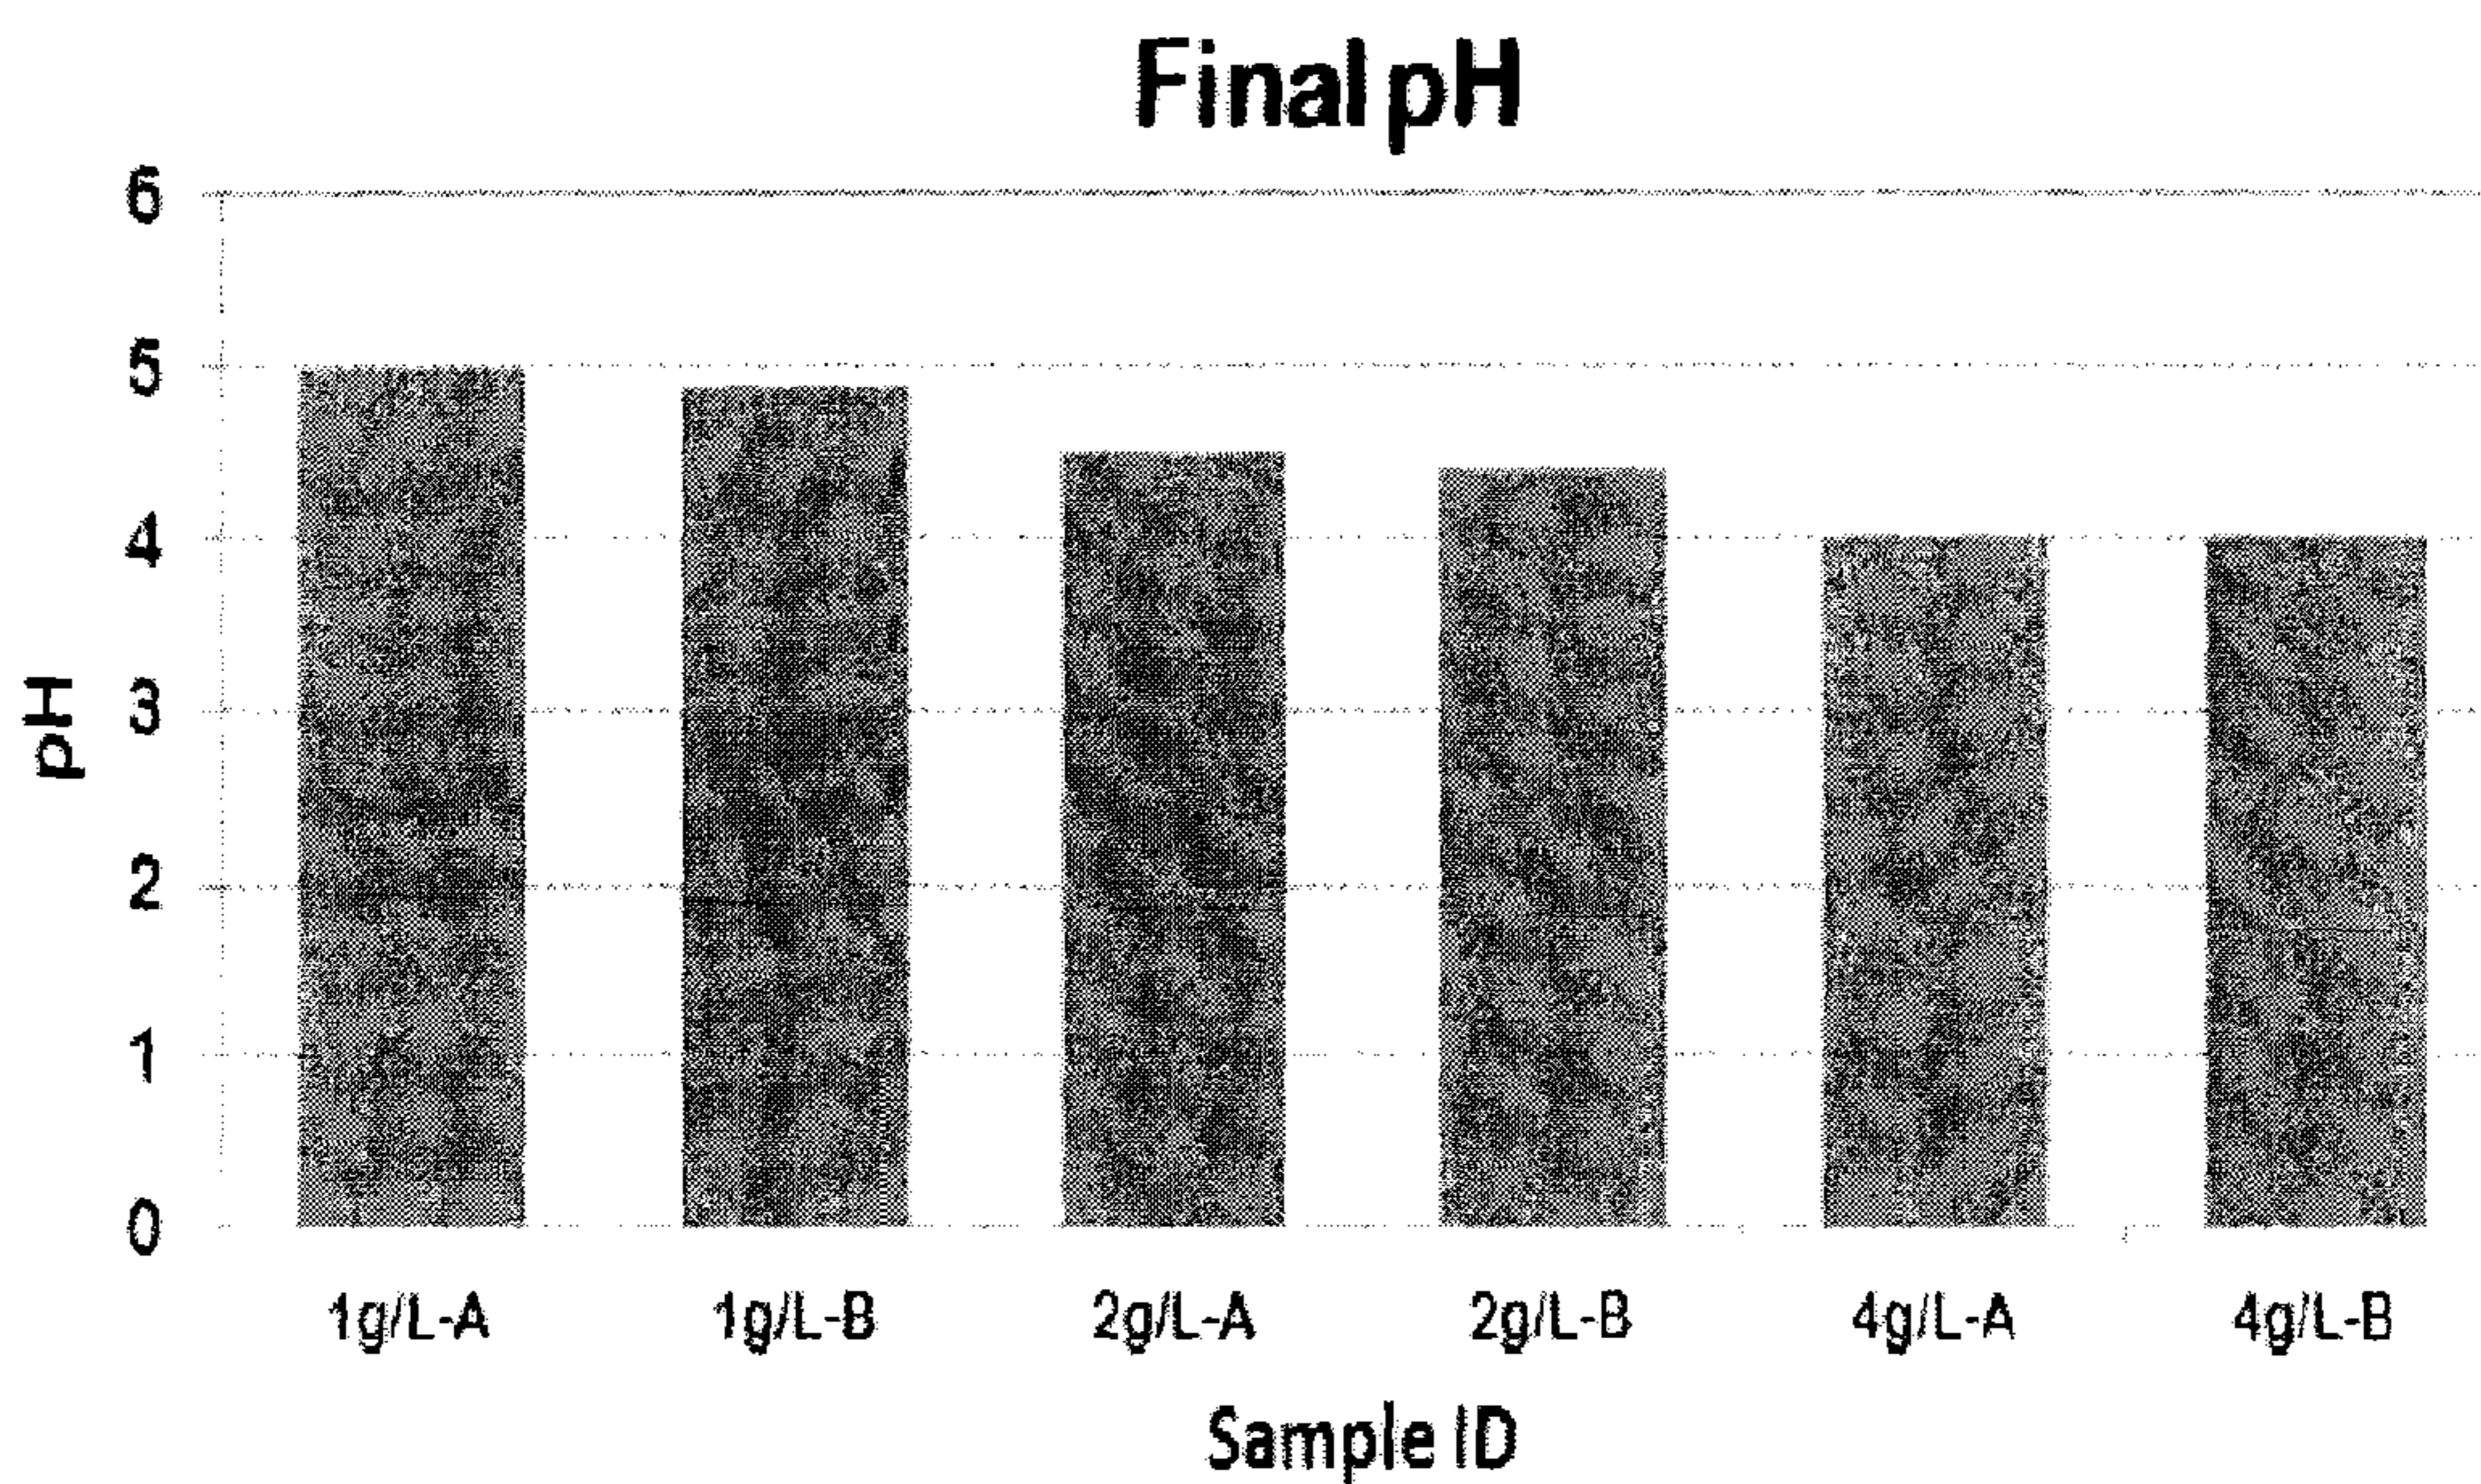 Final pH
6
5
4
3
2
1
0
pH
1g/L-A 1g/L-B 2g/L-A 2g/L-B 4g/L-A 4g/L-B
Sample ID